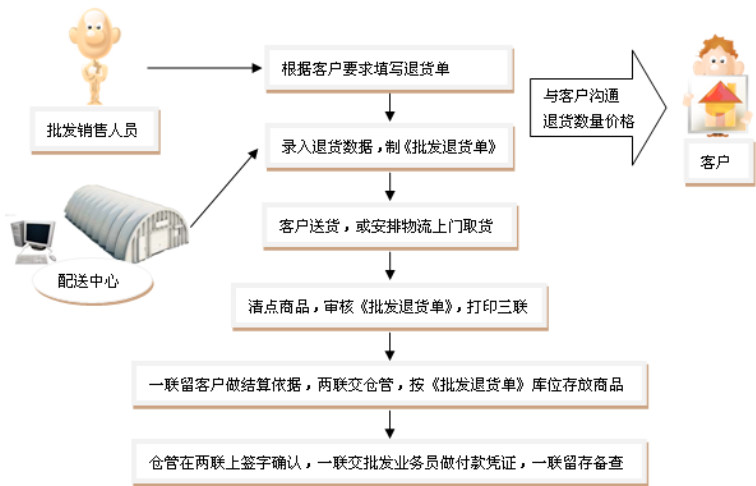 批发销售人员
根据客户要求填写退货单
与客户沟通
退货数量价格
客户
录入退货数据，制《批发退货单》
配送中心
客户送货，或安排物流上门取货
清点商品，审核《批发退货单》，打印三联
一联留客户做结算依据，两联交仓管，按《批发退货单》库位存放商品
仓管在两联上签字确认，一联交批发业务员做付款凭证，一联留存备查